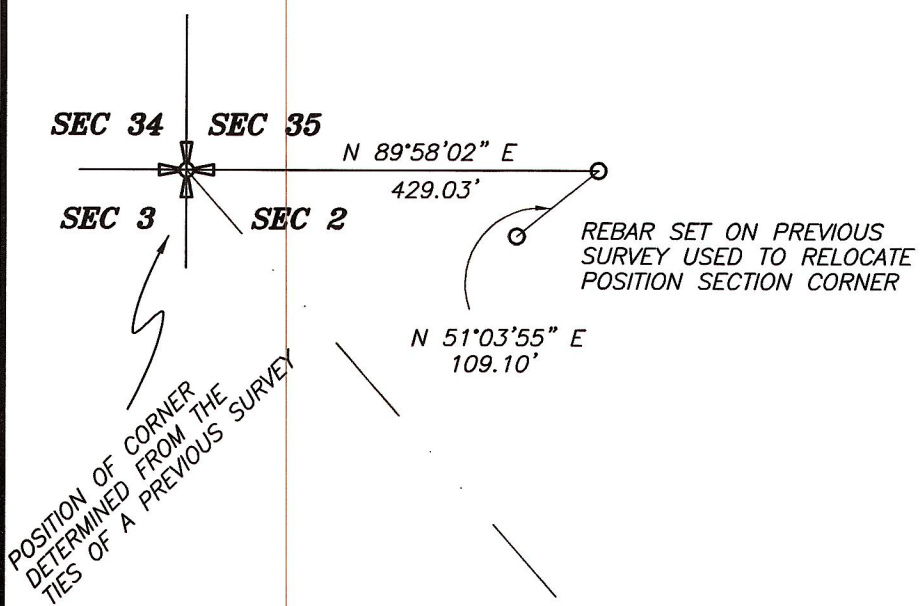 SEC 34 SEC 35
N 89°58'02" E
429.03'
SEC 3 SEC 2
REBAR SET ON PREVIOUS
SURVEY USED TO RELOCATE
POSITION SECTION CORNER
N 51°03'55" E
109.10'
POSITION OF CORNER
DETERMINED FROM THE
TIES OF A PREVIOUS SURVEY